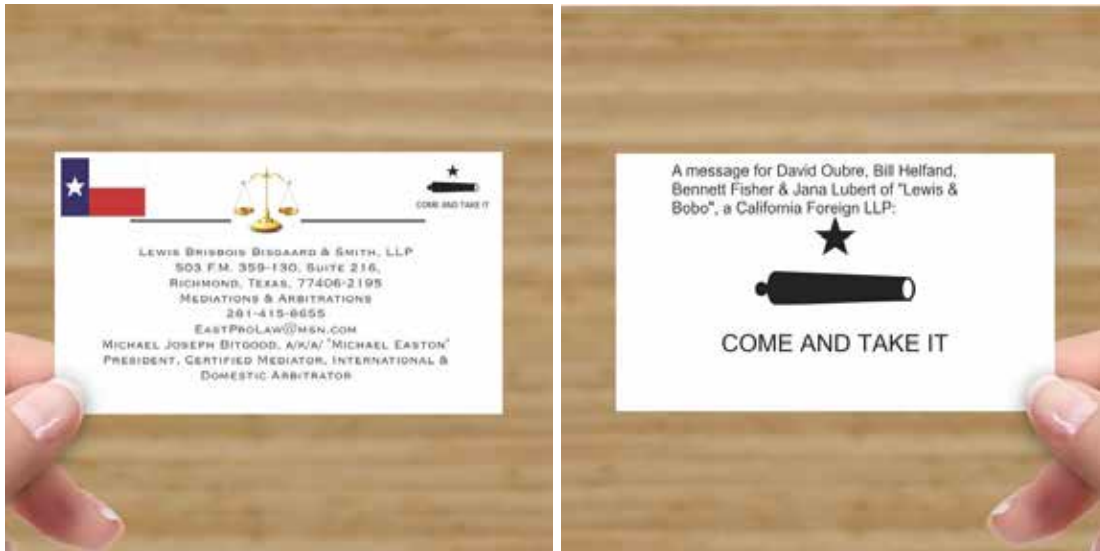 COME AND TAKE IT
LEWIS BRISBOIS BISGAARD & SMITH, LLP
503 F.M. 359-130, SUITE 216,
RICHMOND, TEXAS, 77406-2195
MEDIATIONS & ARBITRATIONS
281-415-8655
EASTPROLAW@MSN.COM
MICHAEL JOSEPH BITGOOD, A/K/A/ "MICHAEL EASTON"
PRESIDENT, CERTIFIED MEDIATOR, INTERNATIONAL &
DOMESTIC ARBITRATOR
A message for David Oubre, Bill Helfand,
Bennett Fisher & Jana Lubert of "Lewis &
Bobo", a California Foreign LLP:
COME AND TAKE IT